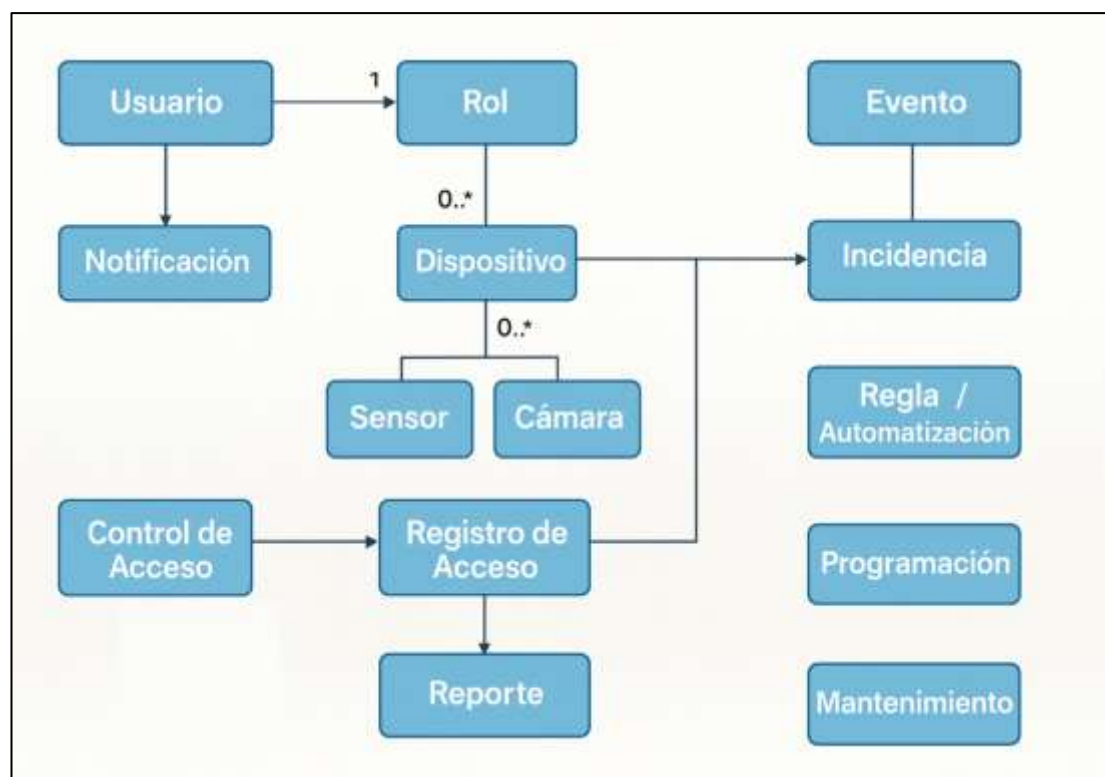 Usuario
1
Rol
Evento
0..*
Notificación
Dispositivo
Incidencia
0..*
Sensor
Cámara
Regla /
Automatización
Control de
Acceso
Registro de
Acceso
Programación
Reporte
Mantenimiento